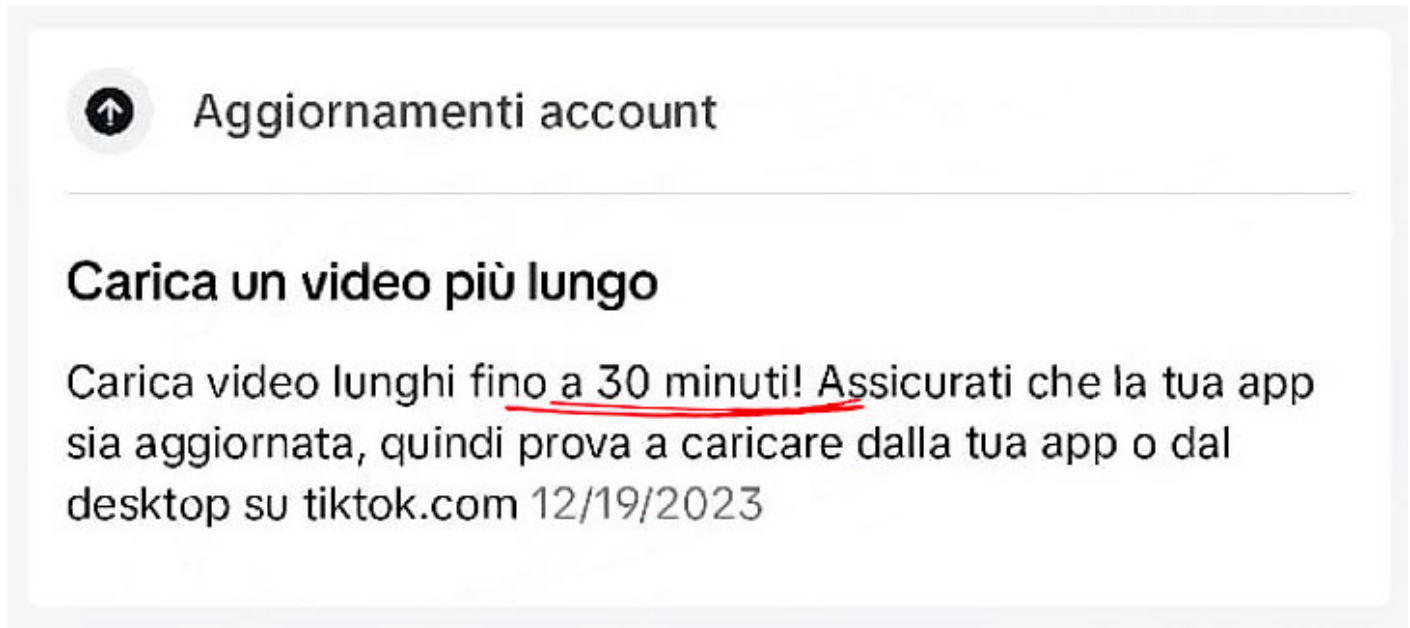 Aggiornamenti account
Carica un video più lungo
Carica video lunghi fino a 30 minuti! Assicurati che la tua app
sia aggiornata, quindi prova a caricare dalla tua app o dal
desktop su tiktok.com 12/19/2023